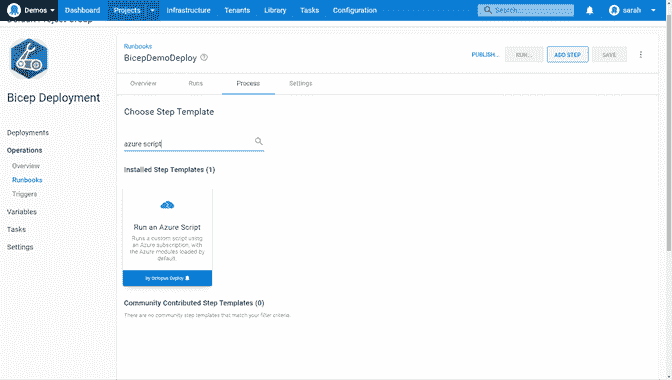 Demos Dashboard Projects Infrastructure Tenants Library Tasks Configuration Search... sarah
Default Project Group
Runbooks
BicepDemoDeploy
PUBLISH... RUN... ADD STEP SAVE
Overview Runs Process Settings
Bicep Deployment
Choose Step Template
Deployments
azure script
Operations
Overview
Installed Step Templates (1)
Runbooks
Triggers
Variables
Run an Azure Script
Tasks
Runs a custom script using
an Azure subscription, with
the Azure modules loaded by
default.
Settings
by Octopus Deploy
Community Contributed Step Templates (0)
There are no community step templates that match your filter criteria.